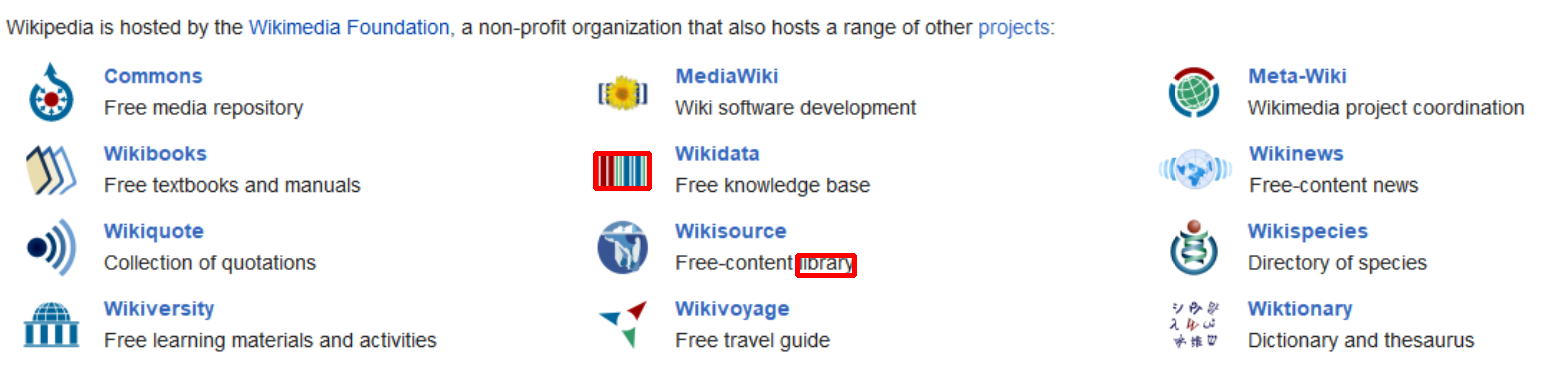 Wikipedia is hosted by the Wikimedia Foundation, a non-profit organization that also hosts a range of other projects:
Commons
Free media repository
MediaWiki
Wiki software development
Meta-Wiki
Wikimedia project coordination
Wikibooks
Free textbooks and manuals
Wikidata
Free knowledge base
Wikinews
Free-content news
Wikiquote
Collection of quotations
Wikisource
Free-content library
Wikispecies
Directory of species
Wikiversity
Free learning materials and activities
Wikivoyage
Free travel guide
Wiktionary
Dictionary and thesaurus